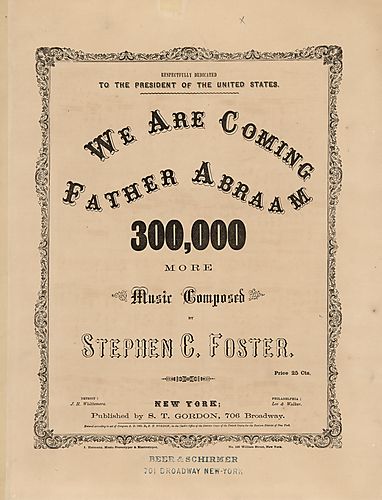 RESPECTFULLY DEDICATED
TO THE PRESIDENT OF THE UNITED STATES.
WE ARE COMING
FATHER ABRAAM
300,000
MORE
Music Composed
BY
STEPHEN C. FOSTER.
Price 25 Cts.
DETROIT: NEW YORK; PHILADELPHIA:
J. H. Whittemore. Lee & Walker.
Published by S. T. GORDON, 706 Broadway.
BEER & SCHIRMER
701 BROADWAY NEW-YORK